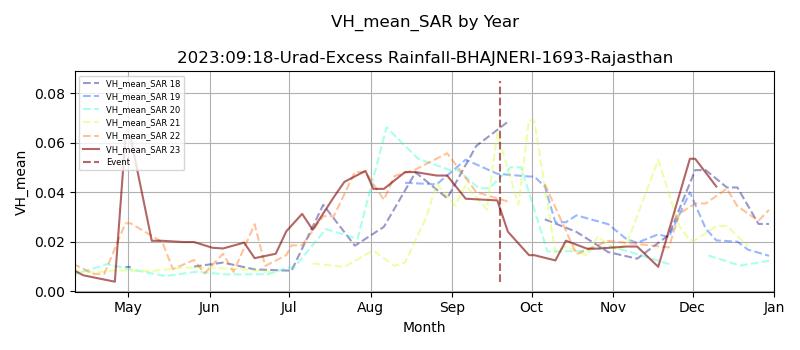 VH_mean_SAR by Year
2023:09:18-Urad-Excess Rainfall-BHAJNERI-1693-Rajasthan
VH_mean_SAR 18
VH_mean_SAR 19
VH_mean_SAR 20
VH_mean_SAR 21
VH_mean_SAR 22
VH_mean_SAR 23
Event
VH_mean
0.08
0.06
0.04
0.02
0.00
May Jun Jul Aug Sep Oct Nov Dec Jan
Month